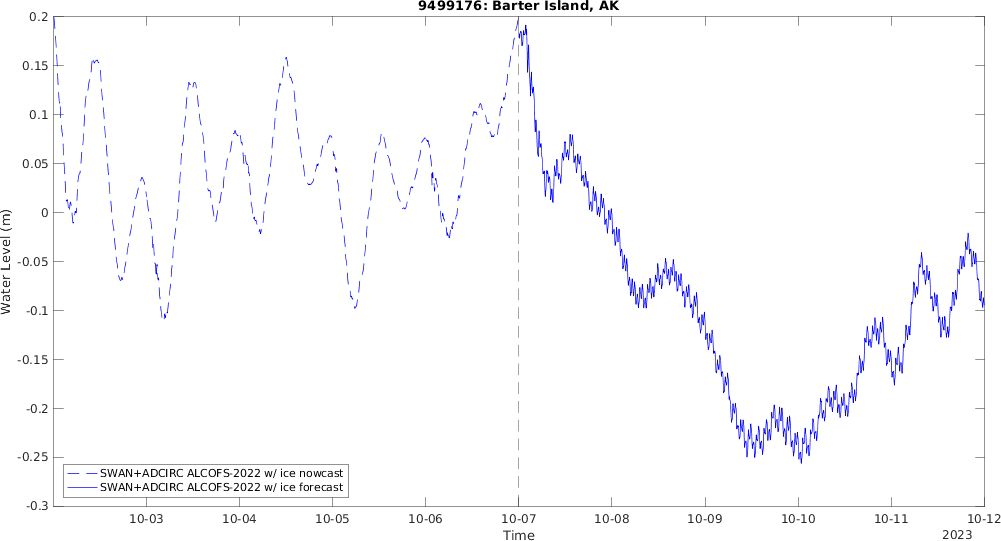 9499176: Barter Island, AK
0.2
0.15
0.1
0.05
0
-0.05
-0.1
-0.15
-0.2
-0.25
-0.3
Water Level (m)
SWAN+ADCIRC ALCOFS-2022 w/ ice nowcast
SWAN+ADCIRC ALCOFS-2022 w/ ice forecast
10-03 10-04 10-05 10-06 10-07 10-08 10-09 10-10 10-11 10-12
Time
2023